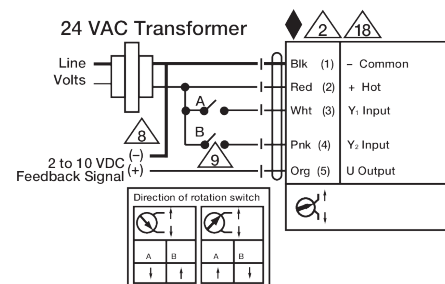 24 VAC Transformer
2
18
Line
Volts
Blk (1) – Common
Red (2) + Hot
A
Wht (3) Y₁ Input
B
Pnk (4) Y₂ Input
8
9
(–)
2 to 10 VDC
Feedback Signal (+)
Org (5) U Output
Direction of rotation switch
A B A B